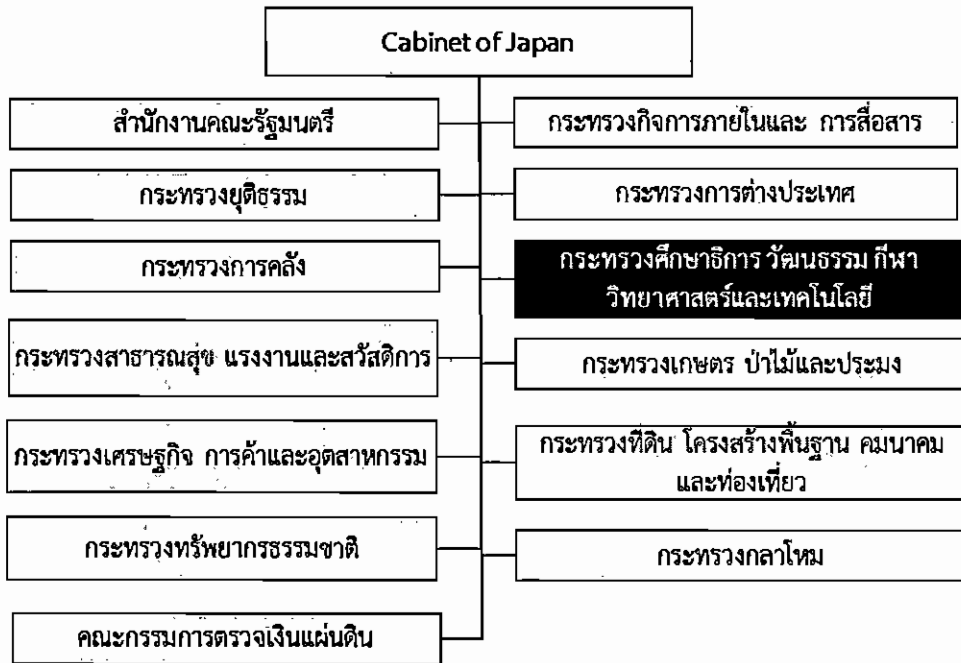 Cabinet of Japan
สำนักงานคณะรัฐมนตรี
กระทรวงกิจการภายในและ การสื่อสาร
กระทรวงยุติธรรม
กระทรวงการต่างประเทศ
กระทรวงการคลัง
กระทรวงศึกษาธิการ วัฒนธรรม กีฬา
วิทยาศาสตร์และเทคโนโลยี
กระทรวงสาธารณสุข แรงงานและสวัสดิการ
กระทรวงเกษตร ป่าไม้และประมง
กระทรวงเศรษฐกิจ การค้าและอุตสาหกรรม
กระทรวงที่ดิน โครงสร้างพื้นฐาน คมนาคม
และท่องเที่ยว
กระทรวงทรัพยากรธรรมชาติ
กระทรวงกลาโหม
คณะกรรมการตรวจเงินแผ่นดิน